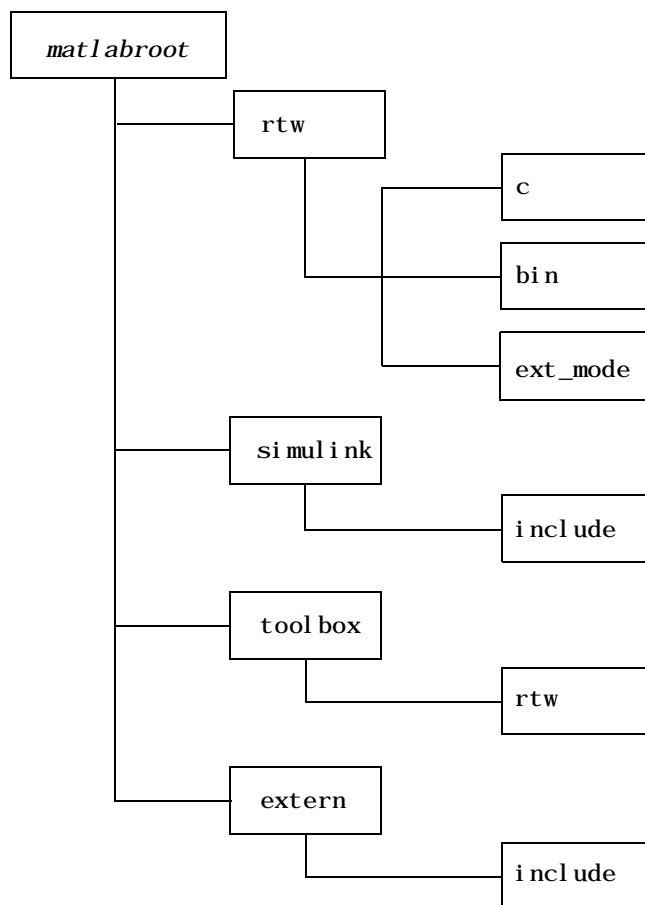 matlabroot
rtw
c
bin
ext_mode
simulink
include
toolbox
rtw
extern
include